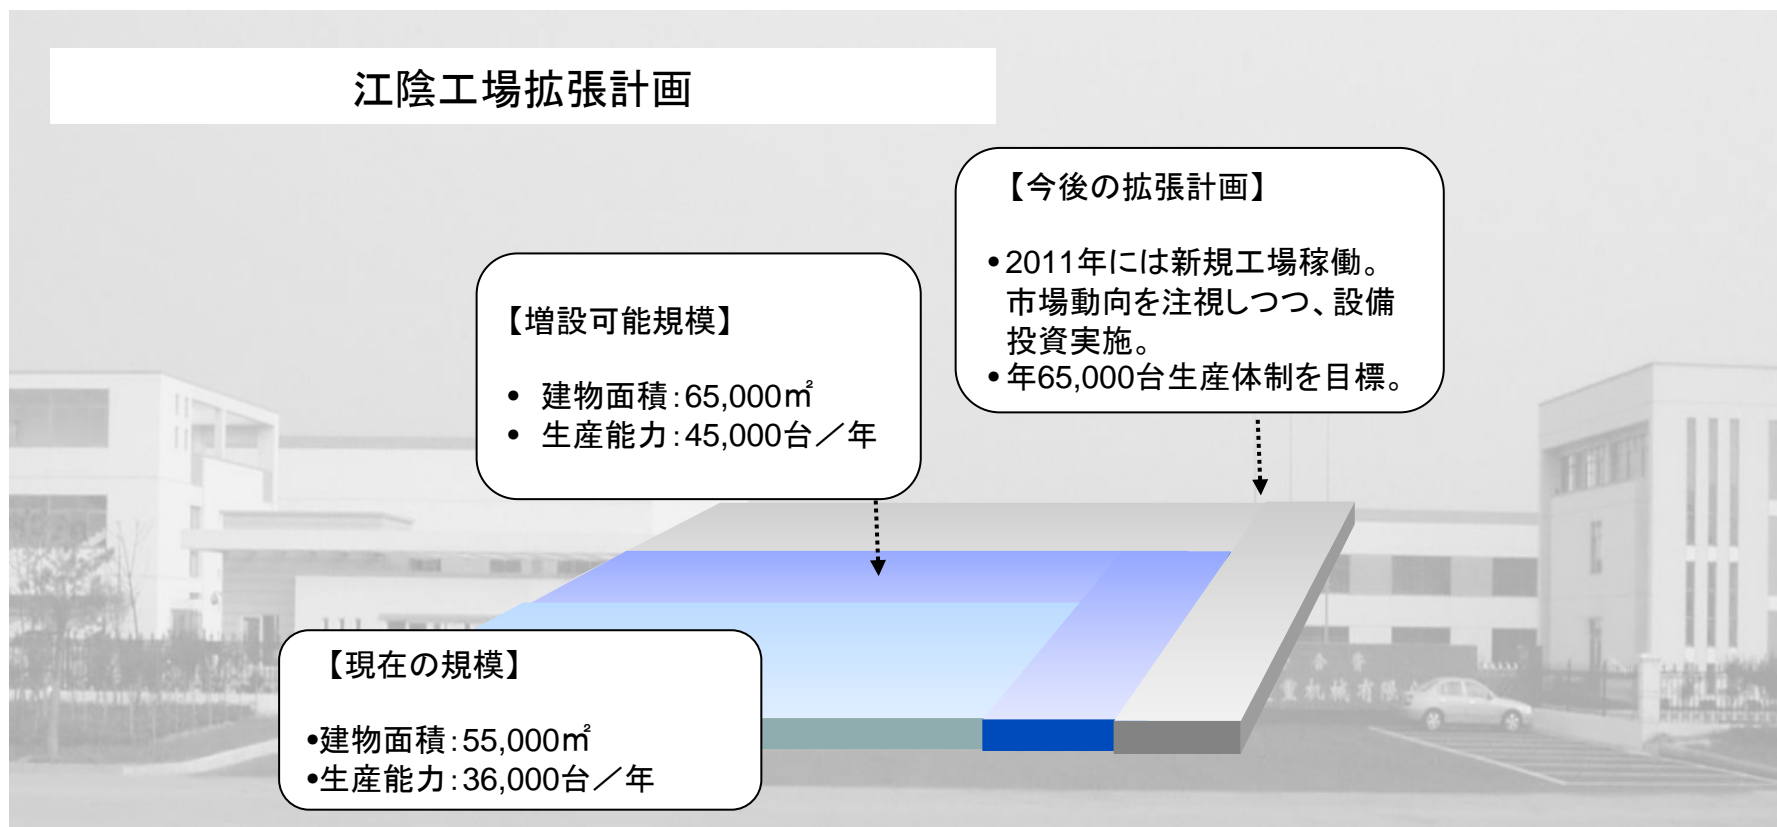 江陰工場拡張計画
【今後の拡張計画】
•2011年には新規工場稼働。
市場動向を注視しつつ、設備
投資実施。
•年65,000台生産体制を目標。
【増設可能規模】
• 建物面積：65,000㎡
• 生産能力：45,000台／年
【現在の規模】
•建物面積：55,000㎡
•生産能力：36,000台／年
重机械有限